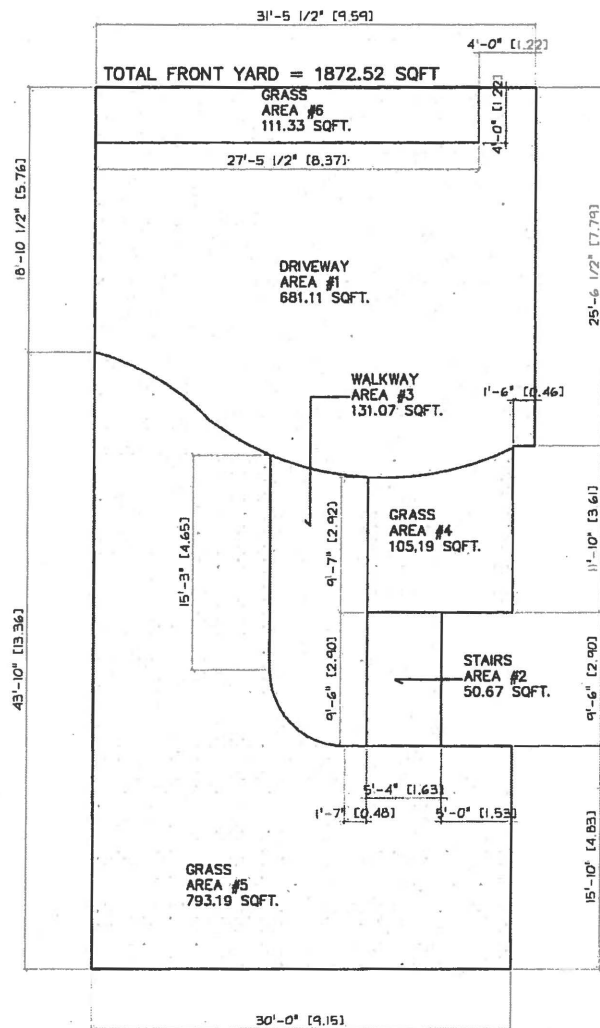 31'-5 1/2" [9.59]
4'-0" [1.22]
TOTAL FRONT YARD = 1872.52 SQFT
GRASS
AREA #6
111.33 SQFT.
4'-0" [1.22]
27'-5 1/2" [8.37]
18'-10 1/2" [5.76]
25'-6 1/2" [7.79]
DRIVEWAY
AREA #1
681.11 SQFT.
WALKWAY
AREA #3
131.07 SQFT.
1'-6" [0.46]
GRASS
AREA #4
105.19 SQFT.
9'-7" [2.92]
11'-10" [3.61]
15'-3" [4.65]
43'-10" [13.36]
STAIRS
AREA #2
50.67 SQFT.
9'-6" [2.90]
9'-6" [2.90]
5'-4" [1.63]
1'-7" [0.48]
5'-0" [1.53]
15'-10" [4.83]
GRASS
AREA #5
793.19 SQFT.
30'-0" [9.15]